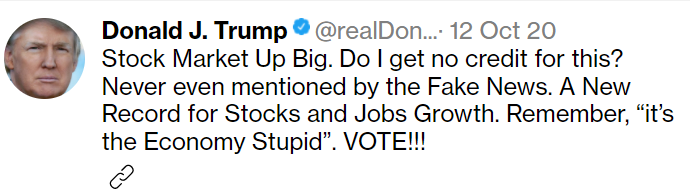 Donald J. Trump @realDon...· 12 Oct 20
Stock Market Up Big. Do I get no credit for this?
Never even mentioned by the Fake News. A New
Record for Stocks and Jobs Growth. Remember, “it’s
the Economy Stupid”. VOTE!!!